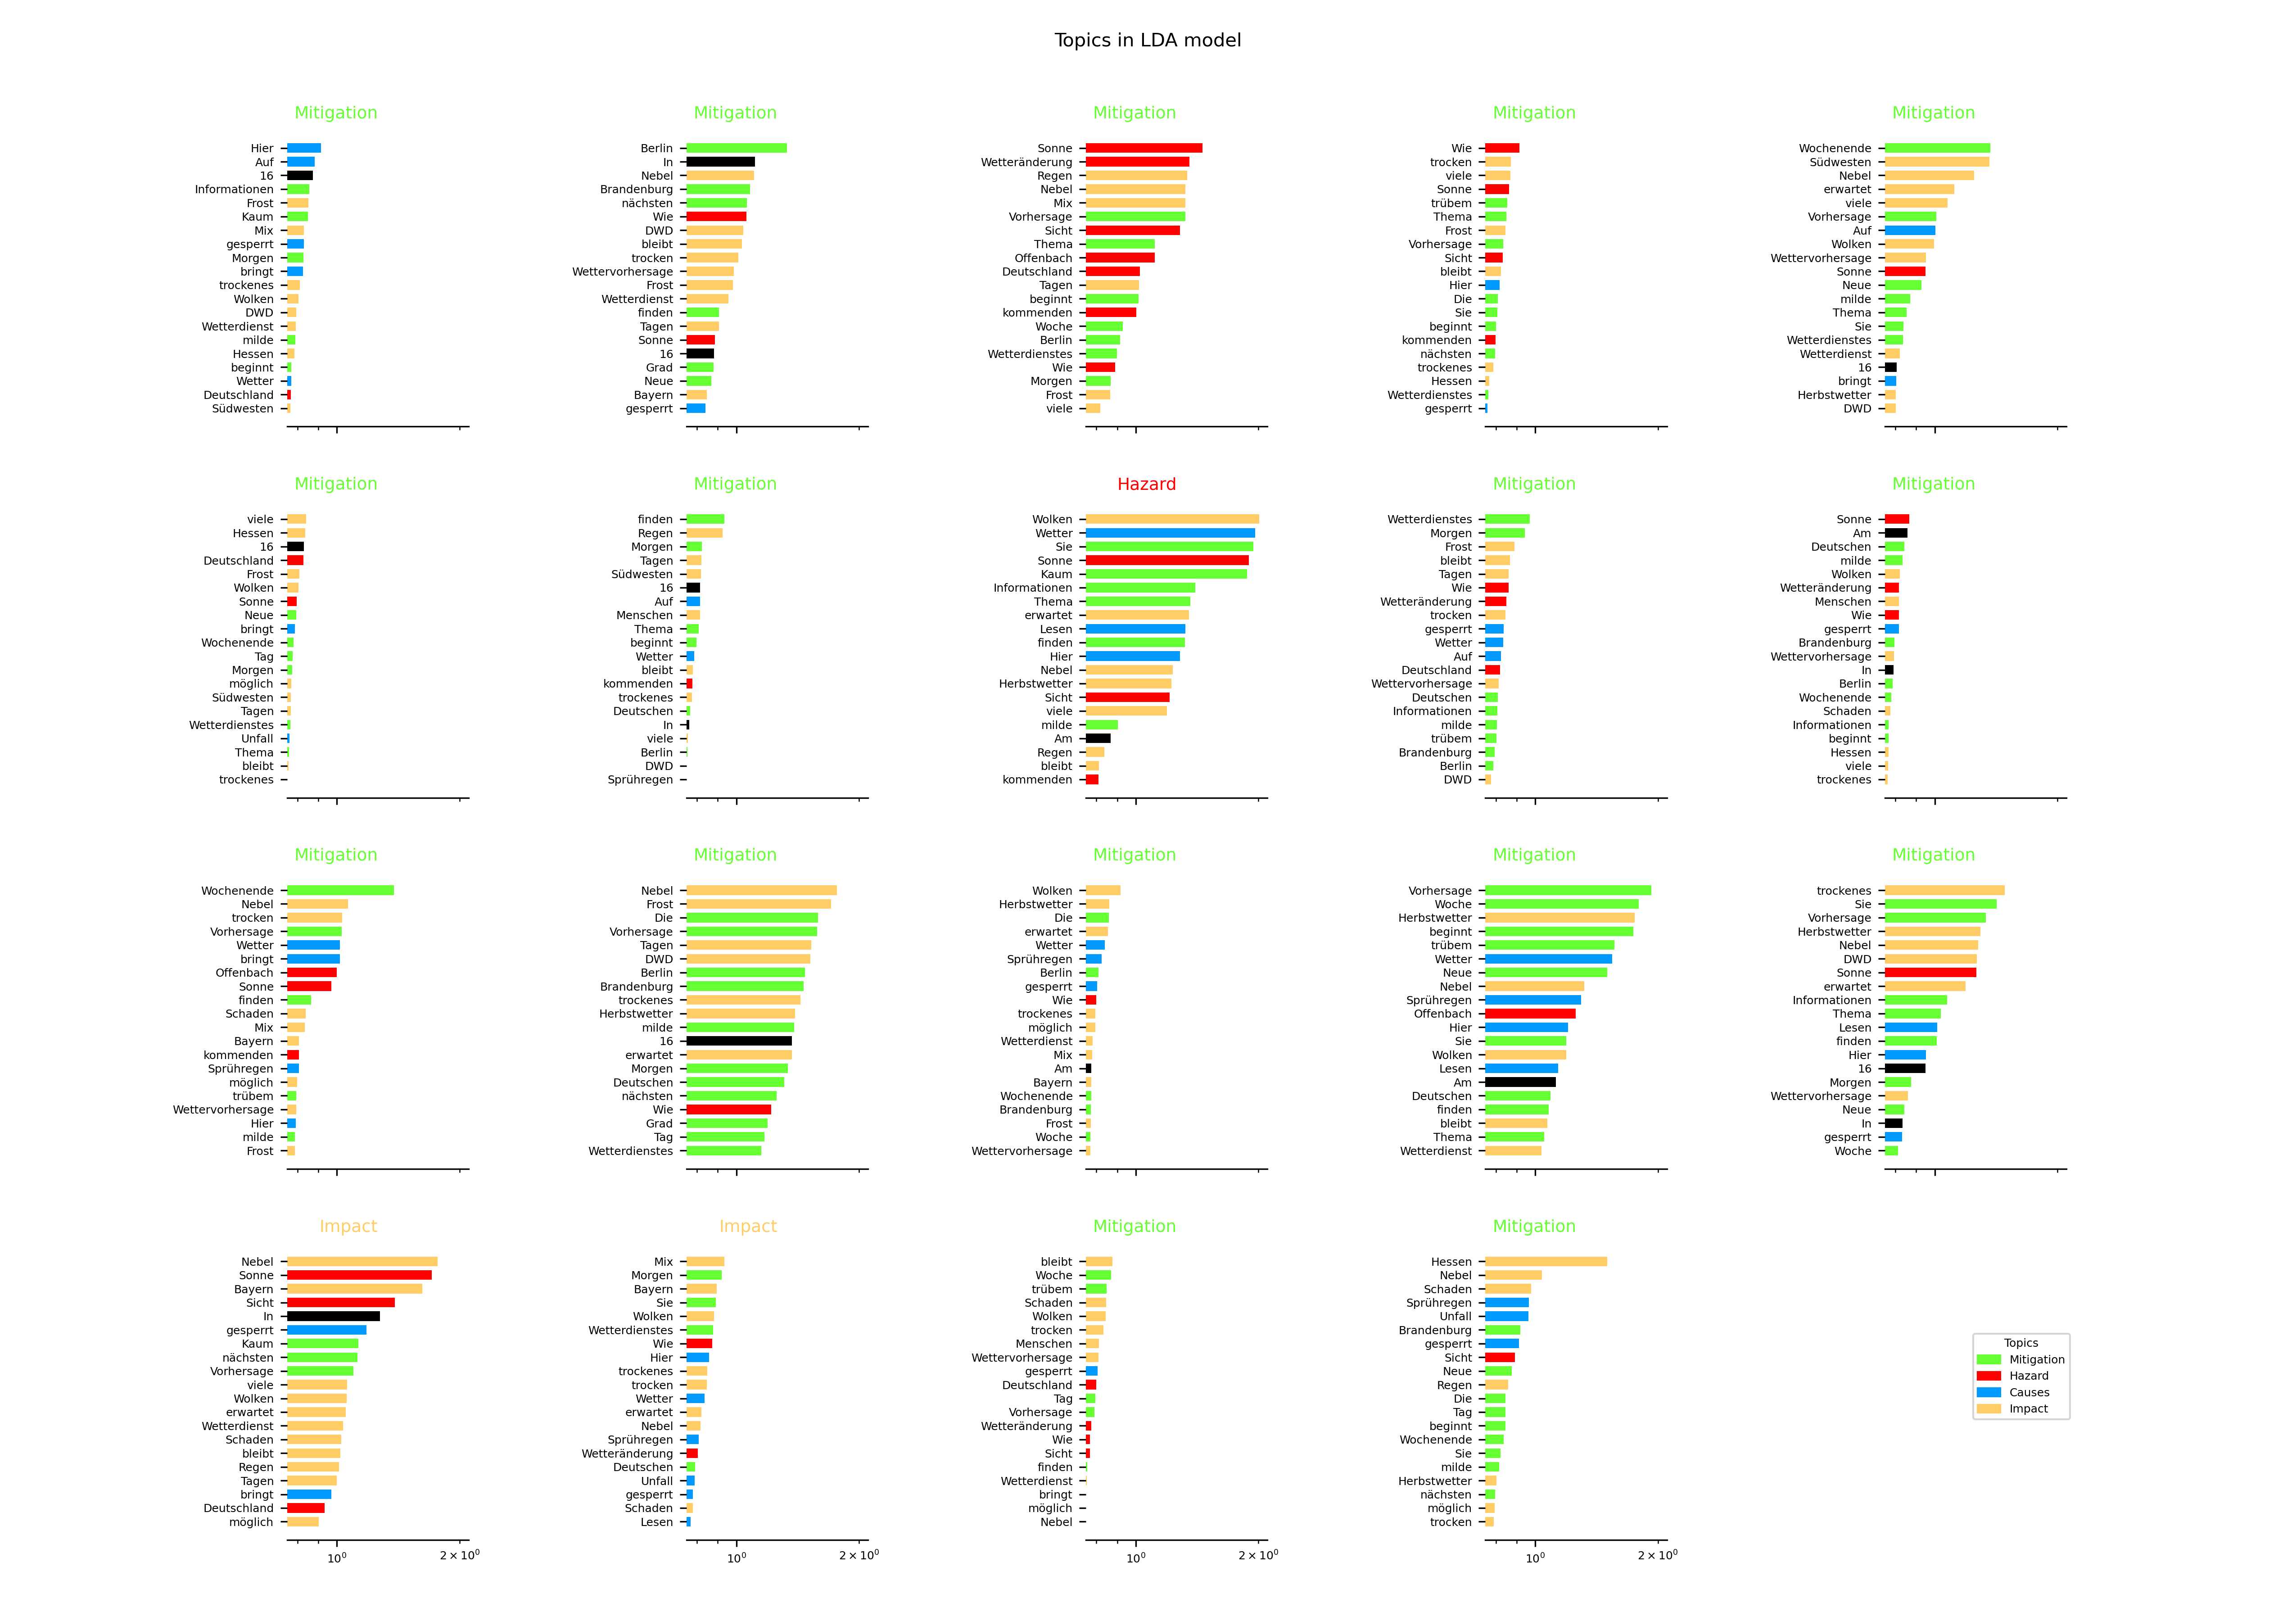 Topics in LDA model
Mitigation
Hier
Auf
16
Informationen
Frost
Kaum
Mix
gesperrt
Morgen
bringt
trockenes
Wolken
DWD
Wetterdienst
milde
Hessen
beginnt
Wetter
Deutschland
Südwesten
Mitigation
Berlin
In
Nebel
Brandenburg
nächsten
Wie
DWD
bleibt
trocken
Wettervorhersage
Frost
Wetterdienst
finden
Tagen
Sonne
16
Grad
Neue
Bayern
gesperrt
Mitigation
Sonne
Wetteränderung
Regen
Nebel
Mix
Vorhersage
Sicht
Thema
Offenbach
Deutschland
Tagen
beginnt
kommenden
Woche
Berlin
Wetterdienstes
Wie
Morgen
Frost
viele
Mitigation
Wie
trocken
viele
Sonne
trübem
Thema
Frost
Vorhersage
Sicht
bleibt
Hier
Die
Sie
beginnt
kommenden
nächsten
trockenes
Hessen
Wetterdienstes
gesperrt
Mitigation
Wochenende
Südwesten
Nebel
erwartet
viele
Vorhersage
Auf
Wolken
Wettervorhersage
Sonne
Neue
milde
Thema
Sie
Wetterdienstes
Wetterdienst
16
bringt
Herbstwetter
DWD
Mitigation
viele
Hessen
16
Deutschland
Frost
Wolken
Sonne
Neue
bringt
Wochenende
Tag
Morgen
möglich
Südwesten
Tagen
Wetterdienstes
Unfall
Thema
bleibt
trockenes
Mitigation
finden
Regen
Morgen
Tagen
Südwesten
16
Auf
Menschen
Thema
beginnt
Wetter
bleibt
kommenden
trockenes
Deutschen
In
viele
Berlin
DWD
Sprühregen
Hazard
Wolken
Wetter
Sie
Sonne
Kaum
Informationen
Thema
erwartet
Lesen
finden
Hier
Nebel
Herbstwetter
Sicht
viele
milde
Am
Regen
bleibt
kommenden
Mitigation
Wetterdienstes
Morgen
Frost
bleibt
Tagen
Wie
Wetteränderung
trocken
gesperrt
Wetter
Auf
Deutschland
Wettervorhersage
Deutschen
Informationen
milde
trübem
Brandenburg
Berlin
DWD
Mitigation
Sonne
Am
Deutschen
milde
Wolken
Wetteränderung
Menschen
Wie
gesperrt
Brandenburg
Wettervorhersage
In
Berlin
Wochenende
Schaden
Informationen
beginnt
Hessen
viele
trockenes
Mitigation
Wochenende
Nebel
trocken
Vorhersage
Wetter
bringt
Offenbach
Sonne
finden
Schaden
Mix
Bayern
kommenden
Sprühregen
möglich
trübem
Wettervorhersage
Hier
milde
Frost
Mitigation
Nebel
Frost
Die
Vorhersage
Tagen
DWD
Berlin
Brandenburg
trockenes
Herbstwetter
milde
16
erwartet
Morgen
Deutschen
nächsten
Wie
Grad
Tag
Wetterdienstes
Mitigation
Wolken
Herbstwetter
Die
erwartet
Wetter
Sprühregen
Berlin
gesperrt
Wie
trockenes
möglich
Wetterdienst
Mix
Am
Bayern
Wochenende
Brandenburg
Frost
Woche
Wettervorhersage
Mitigation
Vorhersage
Woche
Herbstwetter
beginnt
trübem
Wetter
Neue
Nebel
Sprühregen
Offenbach
Hier
Sie
Wolken
Lesen
Am
Deutschen
finden
bleibt
Thema
Wetterdienst
Mitigation
trockenes
Sie
Vorhersage
Herbstwetter
Nebel
DWD
Sonne
erwartet
Informationen
Thema
Lesen
finden
Hier
16
Morgen
Wettervorhersage
Neue
In
gesperrt
Woche
Impact
Nebel
Sonne
Bayern
Sicht
In
gesperrt
Kaum
nächsten
Vorhersage
viele
Wolken
erwartet
Wetterdienst
Schaden
bleibt
Regen
Tagen
bringt
Deutschland
möglich
10⁰ 2 × 10⁰
Impact
Mix
Morgen
Bayern
Sie
Wolken
Wetterdienstes
Wie
Hier
trockenes
trocken
Wetter
erwartet
Nebel
Sprühregen
Wetteränderung
Deutschen
Unfall
gesperrt
Schaden
Lesen
10⁰ 2 × 10⁰
Mitigation
bleibt
Woche
trübem
Schaden
Wolken
trocken
Menschen
Wettervorhersage
gesperrt
Deutschland
Tag
Vorhersage
Wetteränderung
Wie
Sicht
finden
Wetterdienst
bringt
möglich
Nebel
10⁰ 2 × 10⁰
Mitigation
Hessen
Nebel
Schaden
Sprühregen
Unfall
Brandenburg
gesperrt
Sicht
Neue
Regen
Die
Tag
beginnt
Wochenende
Sie
milde
Herbstwetter
nächsten
möglich
trocken
10⁰ 2 × 10⁰
Topics
Mitigation
Hazard
Causes
Impact